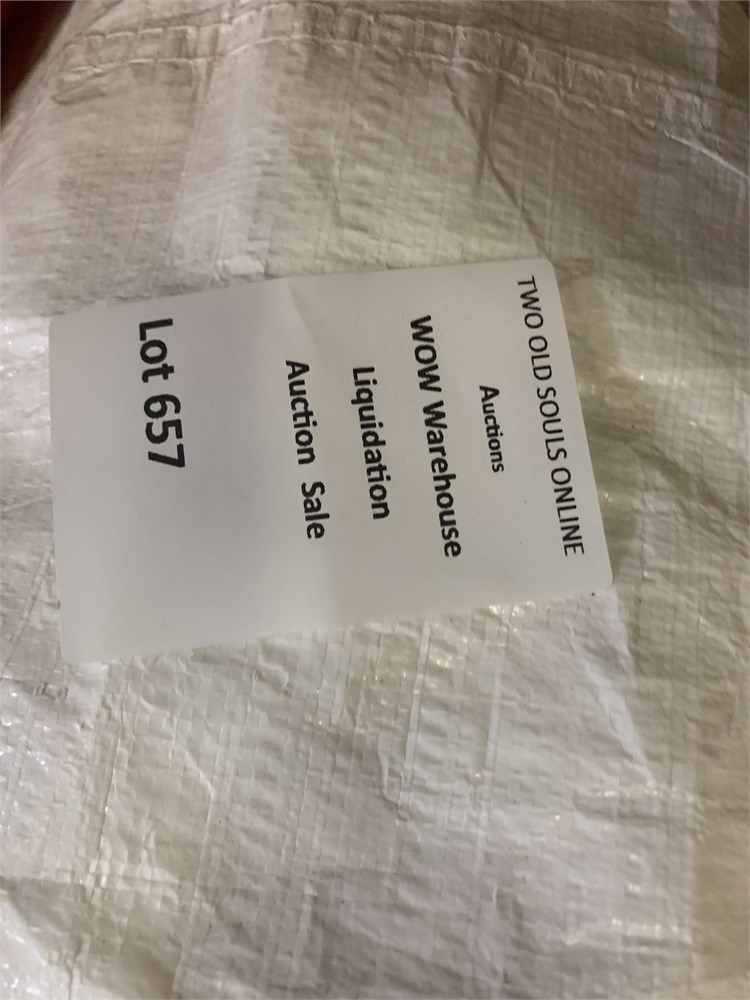 TWO OLD SOULS ONLINE
Auctions
WOW Warehouse
Liquidation
Auction Sale
Lot 657